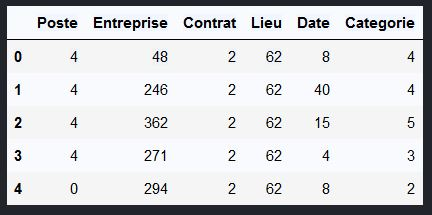 Poste Entreprise Contrat Lieu Date Categorie
0 4 48 2 62 8 4
1 4 246 2 62 40 4
2 4 362 2 62 15 5
3 4 271 2 62 4 3
4 0 294 2 62 8 2